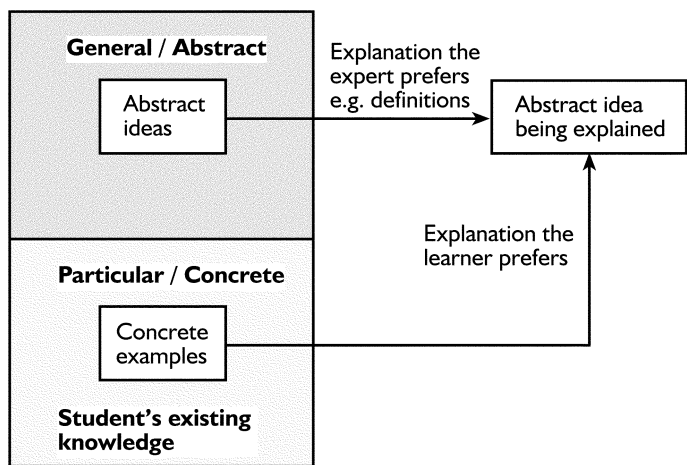 General / Abstract
Abstract
ideas
Explanation the
expert prefers
e.g. definitions
Abstract idea
being explained
Explanation the
learner prefers
Particular / Concrete
Concrete
examples
Student's existing
knowledge